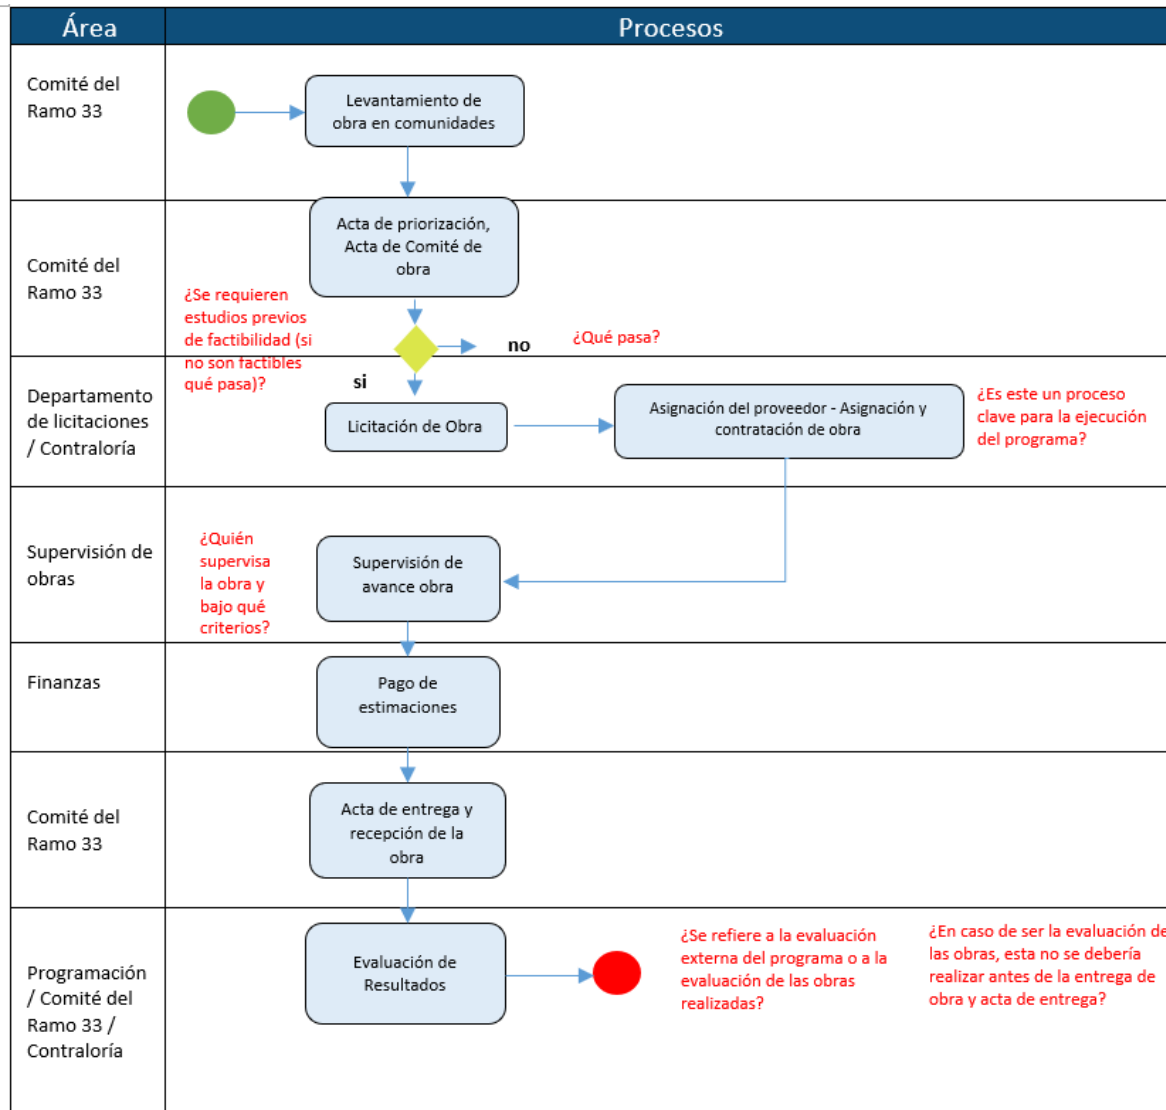 Área
Procesos
Comité del
Ramo 33
Levantamiento de
obra en comunidades
Comité del
Ramo 33
Acta de priorización,
Acta de Comité de
obra
¿Se requieren
estudios previos
de factibilidad (si
no son factibles
qué pasa)?
no
¿Qué pasa?
si
Departamento
de licitaciones
/ Contraloría
Licitación de Obra
Asignación del proveedor - Asignación y
contratación de obra
¿Es este un proceso
clave para la ejecución
del programa?
Supervisión de
obras
¿Quién
supervisa
la obra y
bajo qué
criterios?
Supervisión de
avance obra
Finanzas
Pago de
estimaciones
Comité del
Ramo 33
Acta de entrega y
recepción de la
obra
Programación
/ Comité del
Ramo 33 /
Contraloría
Evaluación de
Resultados
¿Se refiere a la evaluación
externa del programa o a la
evaluación de las obras
realizadas?
¿En caso de ser la evaluación de
las obras, esta no se debería
realizar antes de la entrega de
obra y acta de entrega?